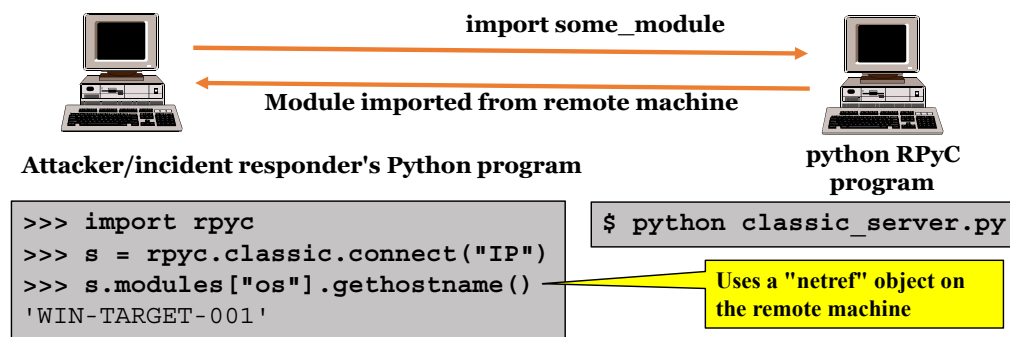 import some_module
Module imported from remote machine
Attacker/incident responder's Python program
python RPyC
program
>>> import rpyc
>>> s = rpyc.classic.connect("IP")
>>> s.modules["os"].gethostname()
'WIN-TARGET-001'
$ python classic_server.py
Uses a "netref" object on
the remote machine